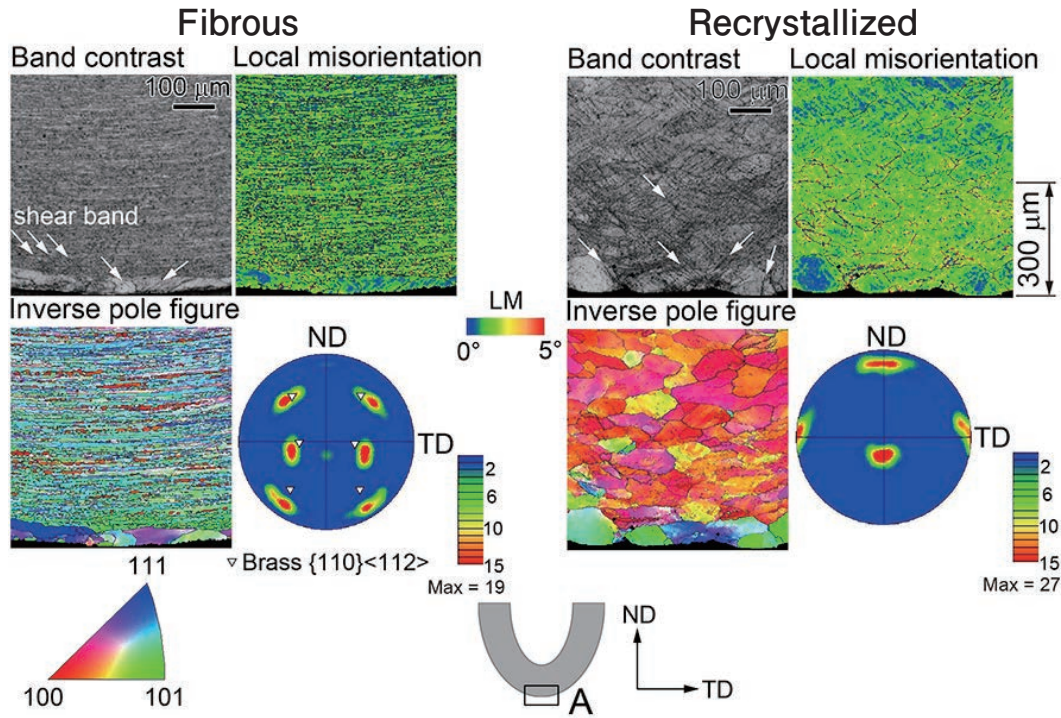 Fibrous
Recrystallized
Band contrast
Local misorientation
Band contrast
Local misorientation
100 μm
100 μm
shear band
300 μm
Inverse pole figure
LM
0°
5°
Inverse pole figure
ND
TD
2
6
10
15
Max = 19
▿ Brass {110}<112>
ND
TD
2
6
10
15
Max = 27
111
100
101
A
ND
TD